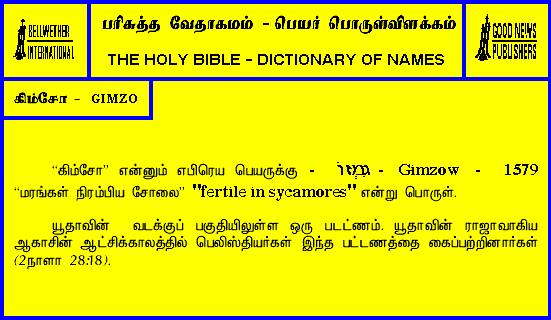 BELLWETHER
INTERNATIONAL
பரிசுத்த வேதாகமம் - பெயர் பொருள்விளக்கம்
THE HOLY BIBLE - DICTIONARY OF NAMES
GOOD NEWS
PUBLISHERS
கிம்சோ - GIMZO
“கிம்சோ” என்னும் எபிரெய பெயருக்கு - גִּמְזוֹ - Gimzow - 1579
“மரங்கள் நிரம்பிய சோலை” "fertile in sycamores" என்று பொருள்.
யூதாவின் வடக்குப் பகுதியிலுள்ள ஒரு படட்ணம். யூதாவின் ராஜாவாகிய
ஆகாசின் ஆட்சிக்காலத்தில் பெலிஸ்தியர்கள் இந்த பட்டணத்தை கைப்பற்றினார்கள்
(2நாளா 28:18).